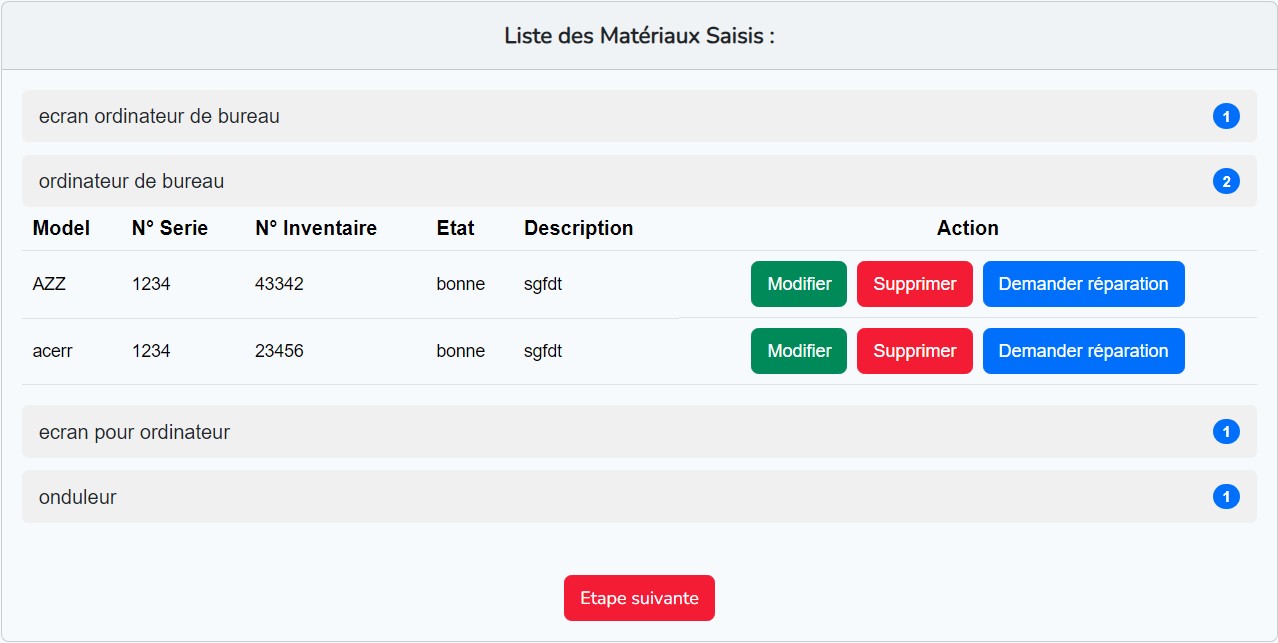 Liste des Matériaux Saisis :
ecran ordinateur de bureau 1
ordinateur de bureau 2
Model N° Serie N° Inventaire Etat Description Action
AZZ 1234 43342 bonne sgfdt Modifier Supprimer Demander réparation
acerr 1234 23456 bonne sgfdt Modifier Supprimer Demander réparation
ecran pour ordinateur 1
onduleur 1
Etape suivante